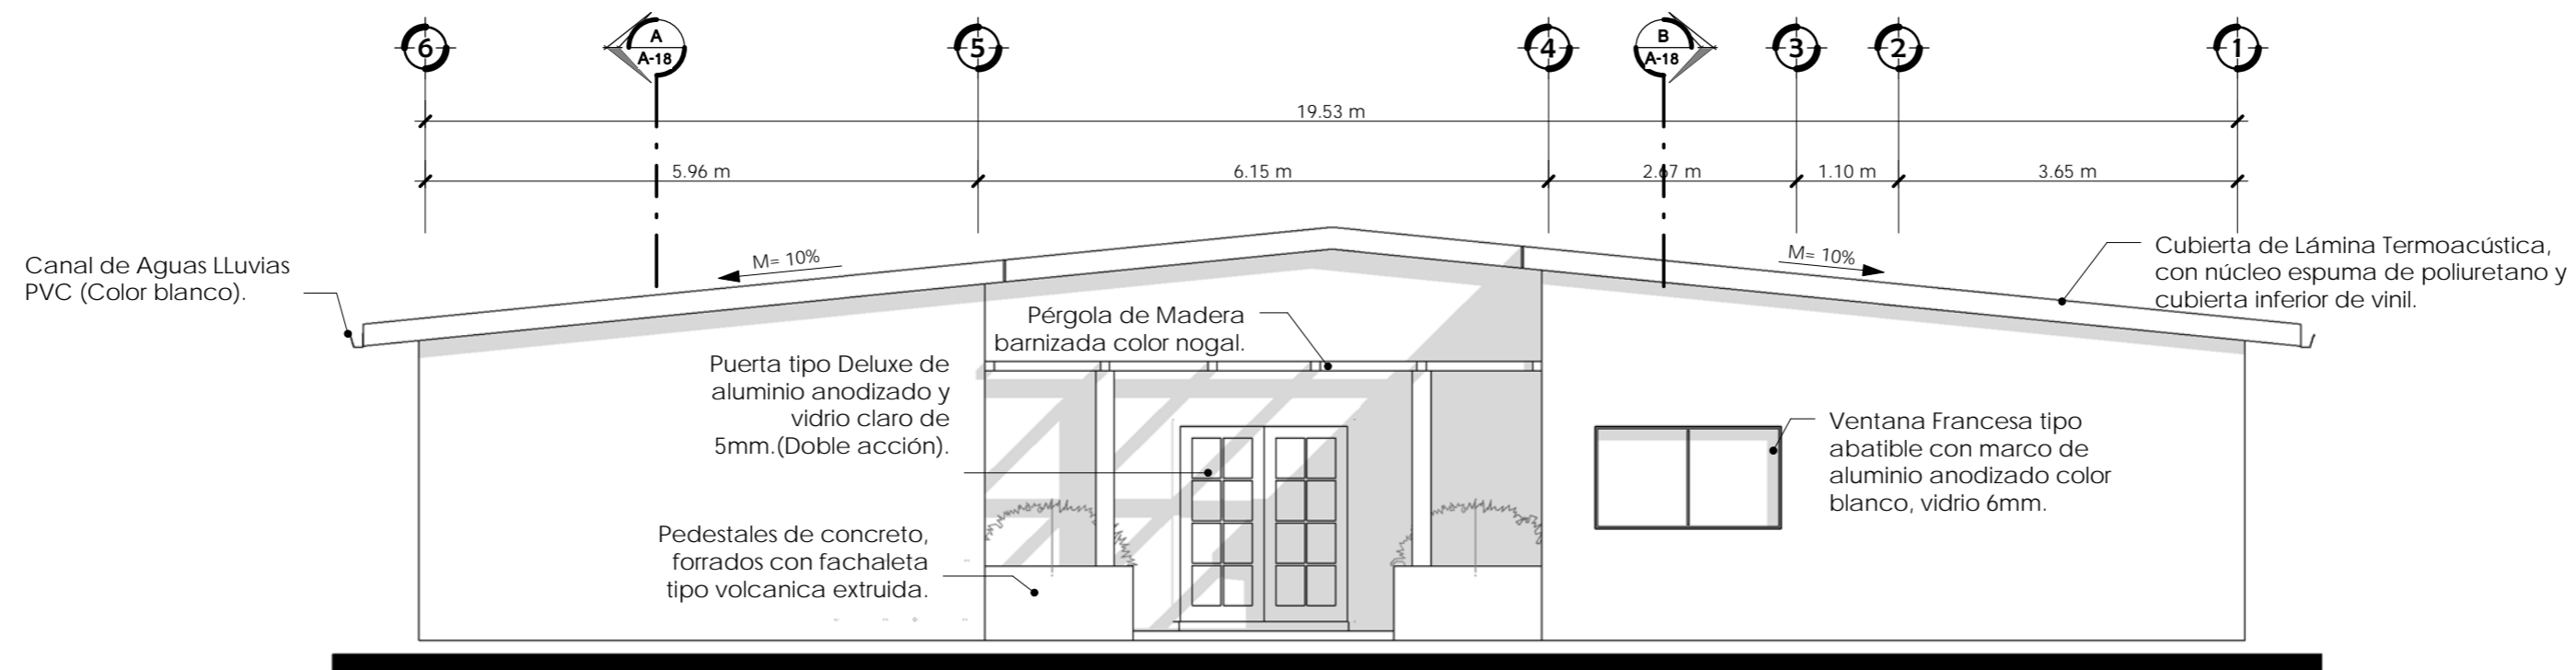 6
A
A-18
5
4
B
A-18
3
2
1
19.53 m
5.96 m
6.15 m
2.67 m
1.10 m
3.65 m
M= 10%
M= 10%
Canal de Aguas LLuvias
PVC (Color blanco).
Cubierta de Lámina Termoacústica,
con núcleo espuma de poliuretano y
cubierta inferior de vinil.
Pérgola de Madera
barnizada color nogal.
Puerta tipo Deluxe de
aluminio anodizado y
vidrio claro de
5mm.(Doble acción).
Ventana Francesa tipo
abatible con marco de
aluminio anodizado color
blanco, vidrio 6mm.
Pedestales de concreto,
forrados con fachaleta
tipo volcanica extruida.